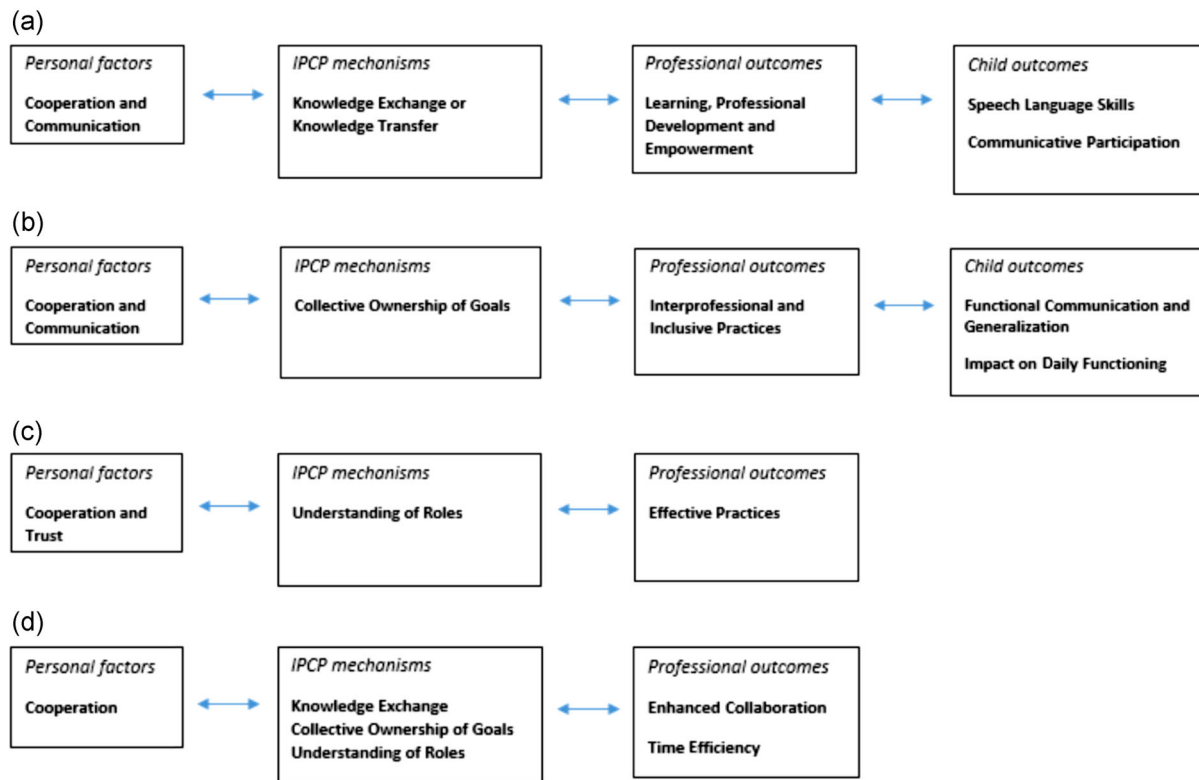 (a)
Personal factors
Cooperation and
Communication
IPCP mechanisms
Knowledge Exchange or
Knowledge Transfer
Professional outcomes
Learning, Professional
Development and
Empowerment
Child outcomes
Speech Language Skills
Communicative Participation
(b)
Personal factors
Cooperation and
Communication
IPCP mechanisms
Collective Ownership of Goals
Professional outcomes
Interprofessional and
Inclusive Practices
Child outcomes
Functional Communication and
Generalization
Impact on Daily Functioning
(c)
Personal factors
Cooperation and
Trust
IPCP mechanisms
Understanding of Roles
Professional outcomes
Effective Practices
(d)
Personal factors
Cooperation
IPCP mechanisms
Knowledge Exchange
Collective Ownership of Goals
Understanding of Roles
Professional outcomes
Enhanced Collaboration
Time Efficiency